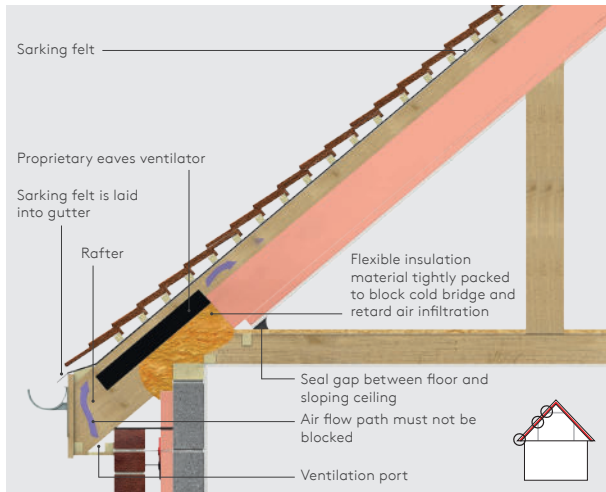 Sarking felt
Proprietary eaves ventilator
Sarking felt is laid
into gutter
Rafter
Flexible insulation
material tightly packed
to block cold bridge and
retard air infiltration
Seal gap between floor and
sloping ceiling
Air flow path must not be
blocked
Ventilation port